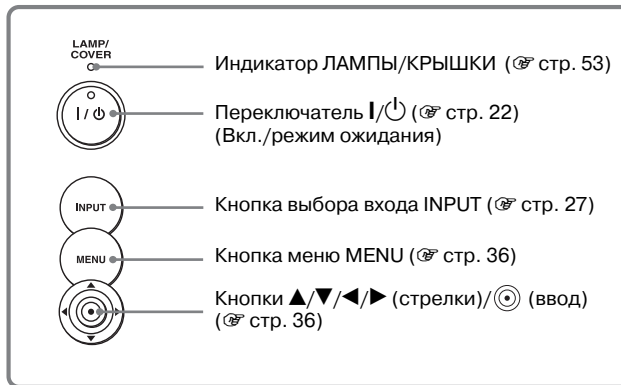 LAMP/
COVER
Индикатор ЛАМПЫ/КРЫШКИ (☞ стр. 53)
I/⏻
Переключатель I/⏻ (☞ стр. 22)
(Вкл./режим ожидания)
INPUT
Кнопка выбора входа INPUT (☞ стр. 27)
MENU
Кнопка меню MENU (☞ стр. 36)
Кнопки ▲/▼/◀/▶ (стрелки)/◉ (ввод)
(☞ стр. 36)